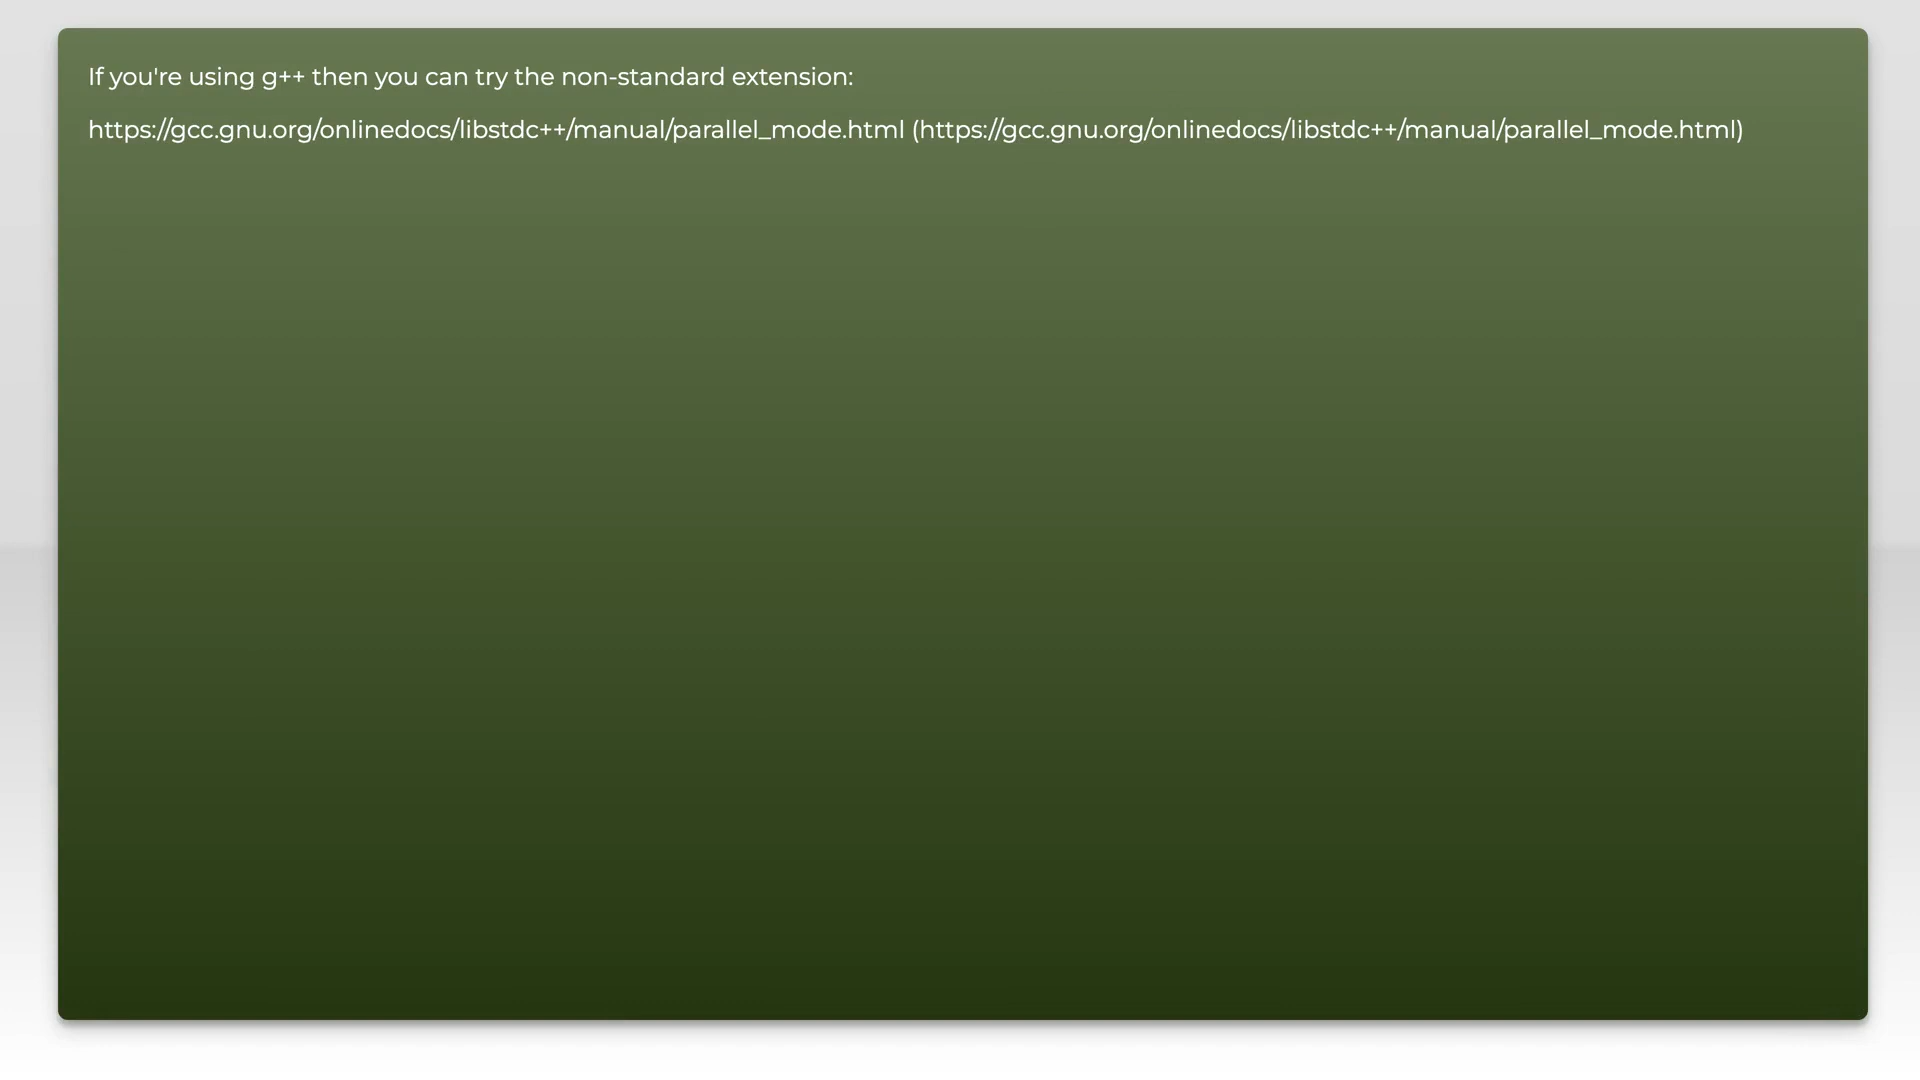 If you're using g++ then you can try the non-standard extension:
https://gcc.gnu.org/onlinedocs/libstdc++/manual/parallel_mode.html (https://gcc.gnu.org/onlinedocs/libstdc++/manual/parallel_mode.html)